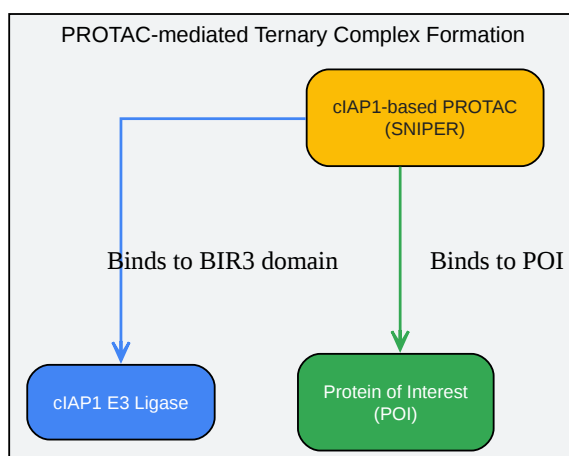 PROTAC-mediated Ternary Complex Formation
cIAP1-based PROTAC
(SNIPER)
Binds to BIR3 domain
Binds to POI
cIAP1 E3 Ligase
Protein of Interest
(POI)